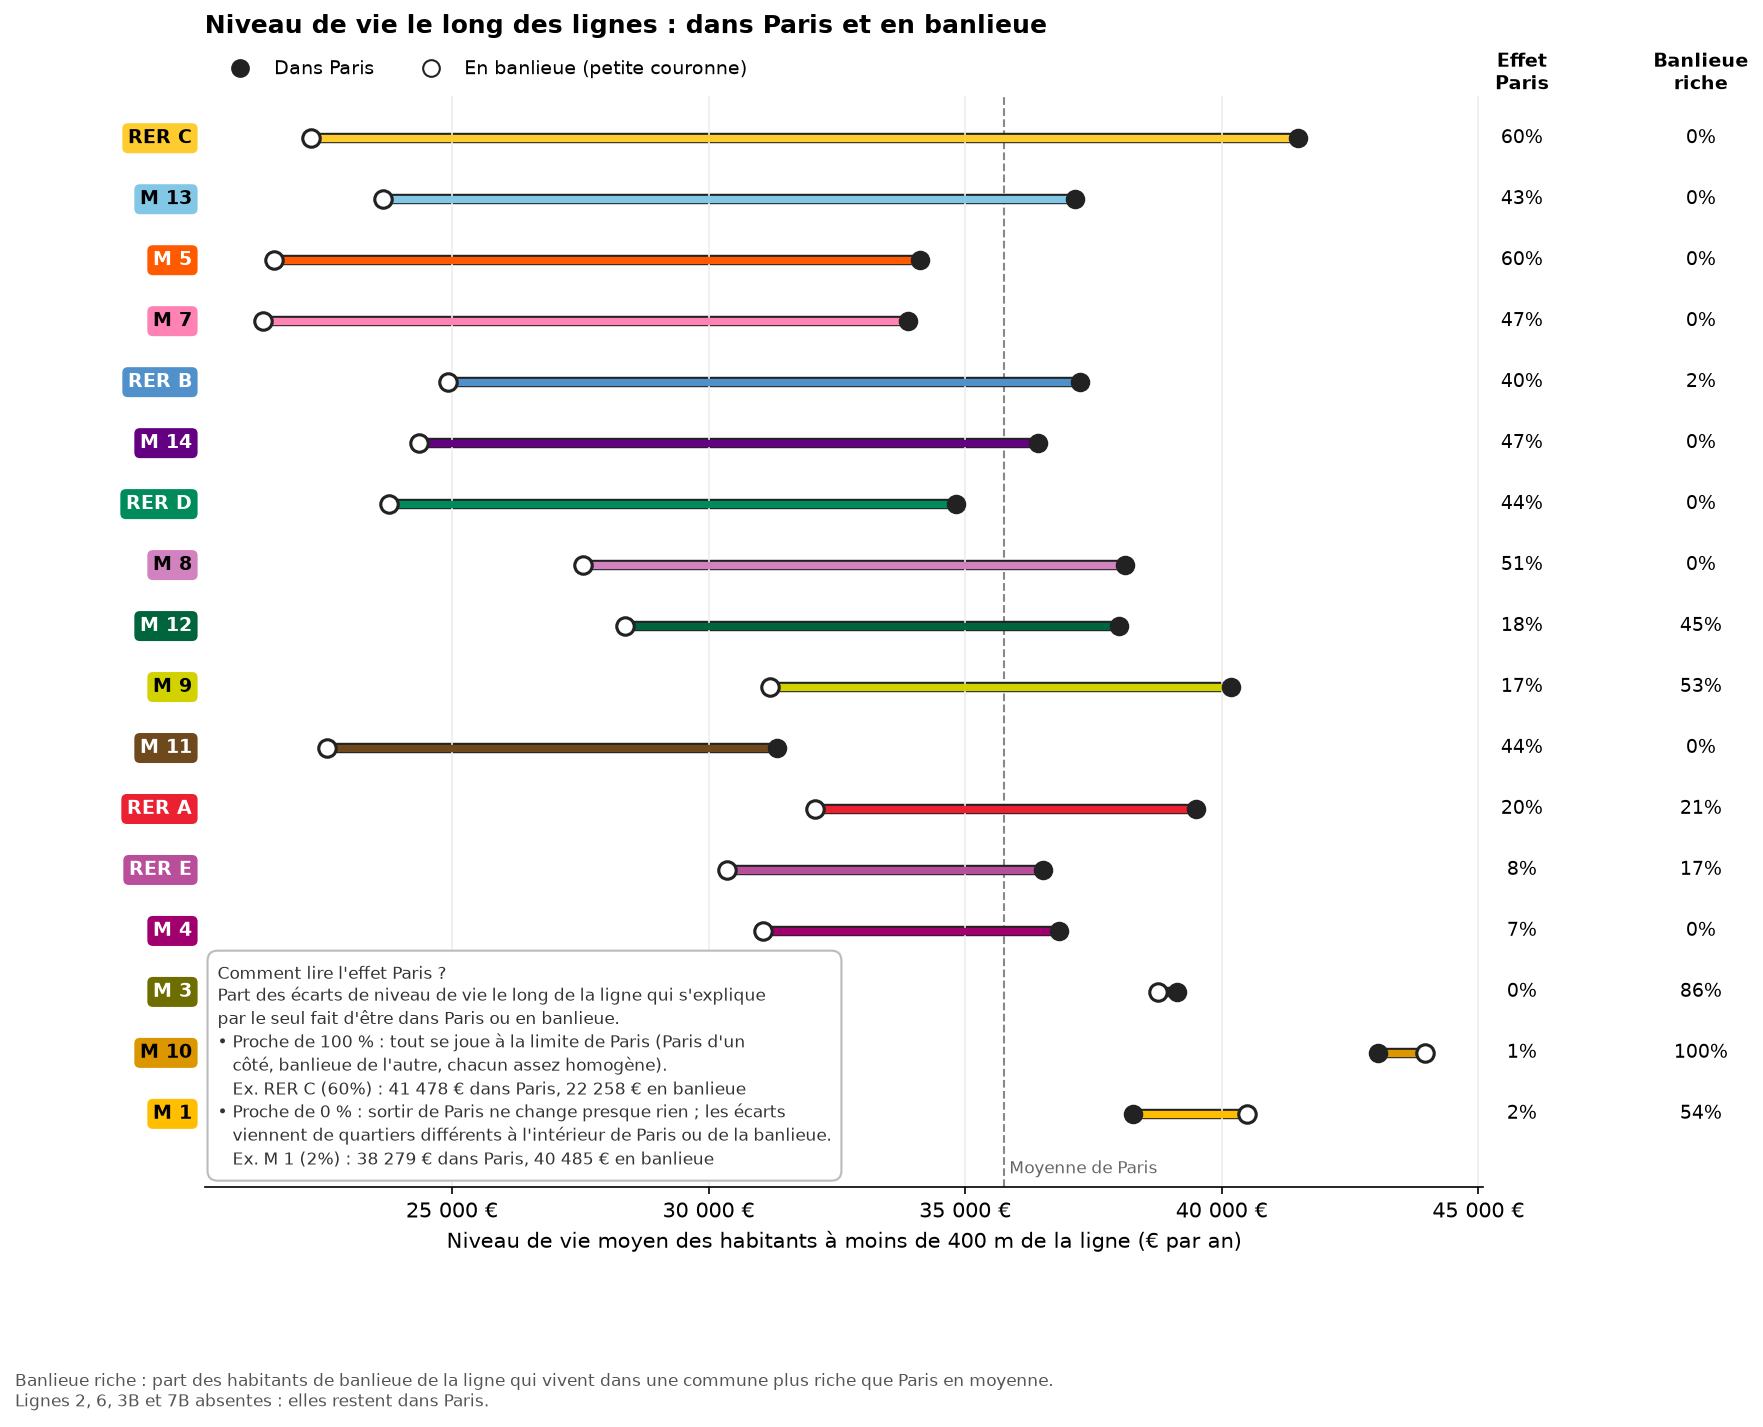 Niveau de vie le long des lignes : dans Paris et en banlieue
Dans Paris
En banlieue (petite couronne)
Effet
Paris
Banlieue
riche
RER C
60%
0%
M 13
43%
0%
M 5
60%
0%
M 7
47%
0%
RER B
40%
2%
M 14
47%
0%
RER D
44%
0%
M 8
51%
0%
M 12
18%
45%
M 9
17%
53%
M 11
44%
0%
RER A
20%
21%
RER E
8%
17%
M 4
7%
0%
M 3
0%
86%
M 10
1%
100%
M 1
2%
54%
Comment lire l'effet Paris ?
Part des écarts de niveau de vie le long de la ligne qui s'explique
par le seul fait d'être dans Paris ou en banlieue.
• Proche de 100 % : tout se joue à la limite de Paris (Paris d'un
côté, banlieue de l'autre, chacun assez homogène).
Ex. RER C (60%) : 41 478 € dans Paris, 22 258 € en banlieue
• Proche de 0 % : sortir de Paris ne change presque rien ; les écarts
viennent de quartiers différents à l'intérieur de Paris ou de la banlieue.
Ex. M 1 (2%) : 38 279 € dans Paris, 40 485 € en banlieue
Moyenne de Paris
25 000 €
30 000 €
35 000 €
40 000 €
45 000 €
Niveau de vie moyen des habitants à moins de 400 m de la ligne (€ par an)
Banlieue riche : part des habitants de banlieue de la ligne qui vivent dans une commune plus riche que Paris en moyenne.
Lignes 2, 6, 3B et 7B absentes : elles restent dans Paris.